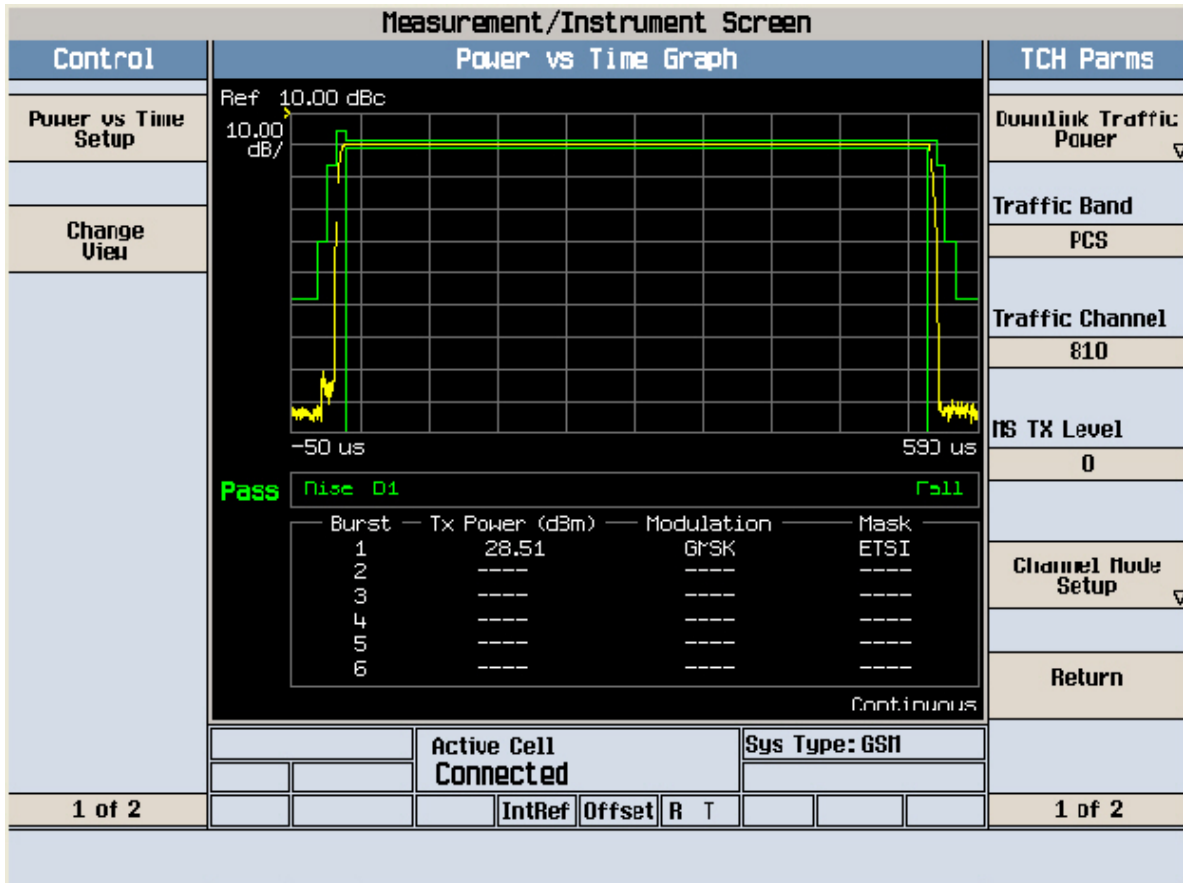 Measurement/Instrument Screen
Control
Power vs Time Graph
TCH Parms
Power vs Time
Setup
Change
View
1 of 2
Ref 10.00 dBc
10.00
dB/
-50 us
590 us
Pass
Rise 01
Fall
Burst
Tx Power (dBm)
Modulation
Mask
1 28.51 GMSK ETSI
2 ---- ---- ----
3 ---- ---- ----
4 ---- ---- ----
5 ---- ---- ----
6 ---- ---- ----
Continuous
Active Cell
Connected
Sys Type: GSM
IntRef
Offset
R T
Downlink Traffic
Power
Traffic Band
PCS
Traffic Channel
810
MS TX Level
0
Channel Mode
Setup
Return
1 of 2